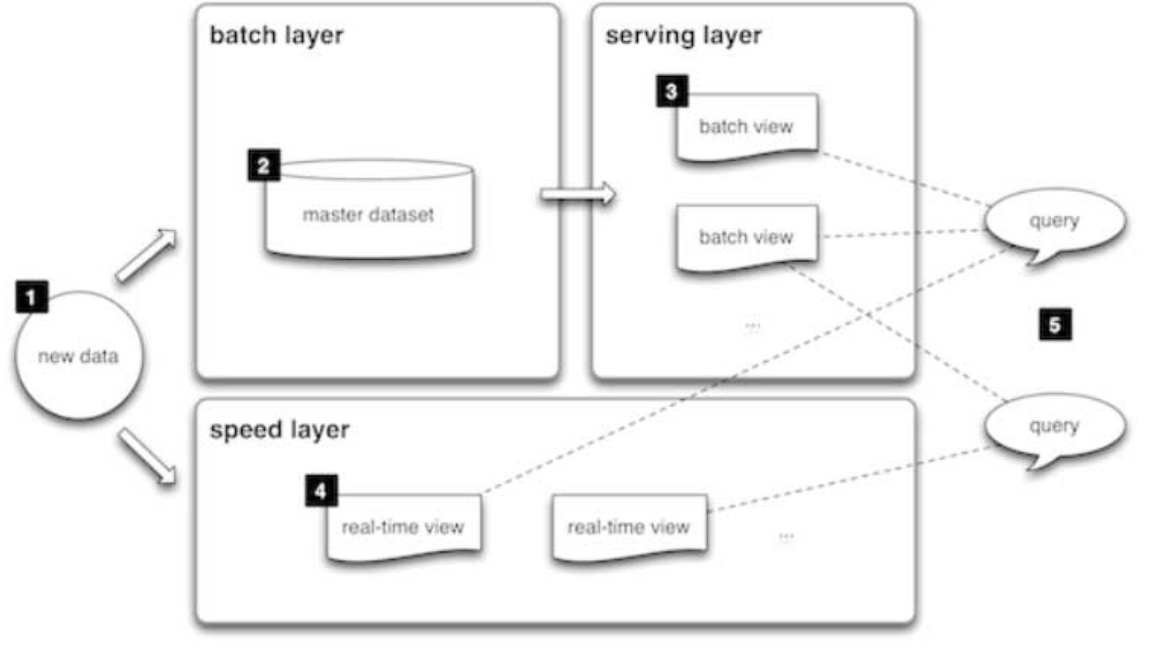 batch layer
serving layer
3
batch view
2
master dataset
batch view
query
1
new data
...
5
speed layer
query
4
real-time view
real-time view
...